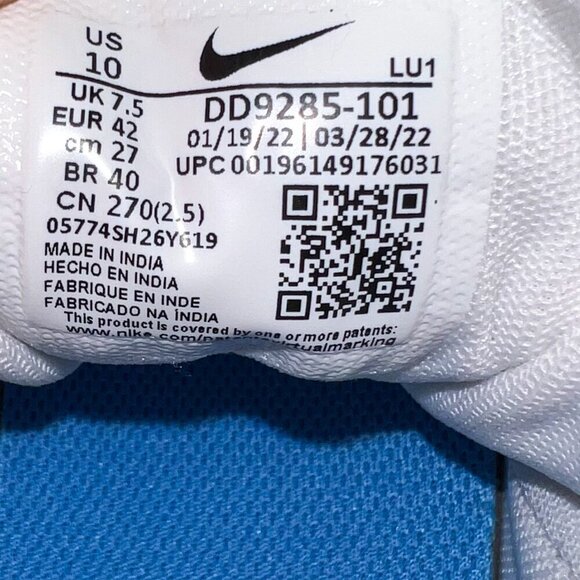 US
10
LU1
UK 7.5
EUR 42
cm 27
BR 40
CN 270(2.5)
DD9285-101
01/19/22 | 03/28/22
UPC 00196149176031
05774SH26Y619
MADE IN INDIA
HECHO EN INDIA
FABRIQUE EN INDE
FABRICADO NA ÍNDIA
This product is covered by one or more patents: